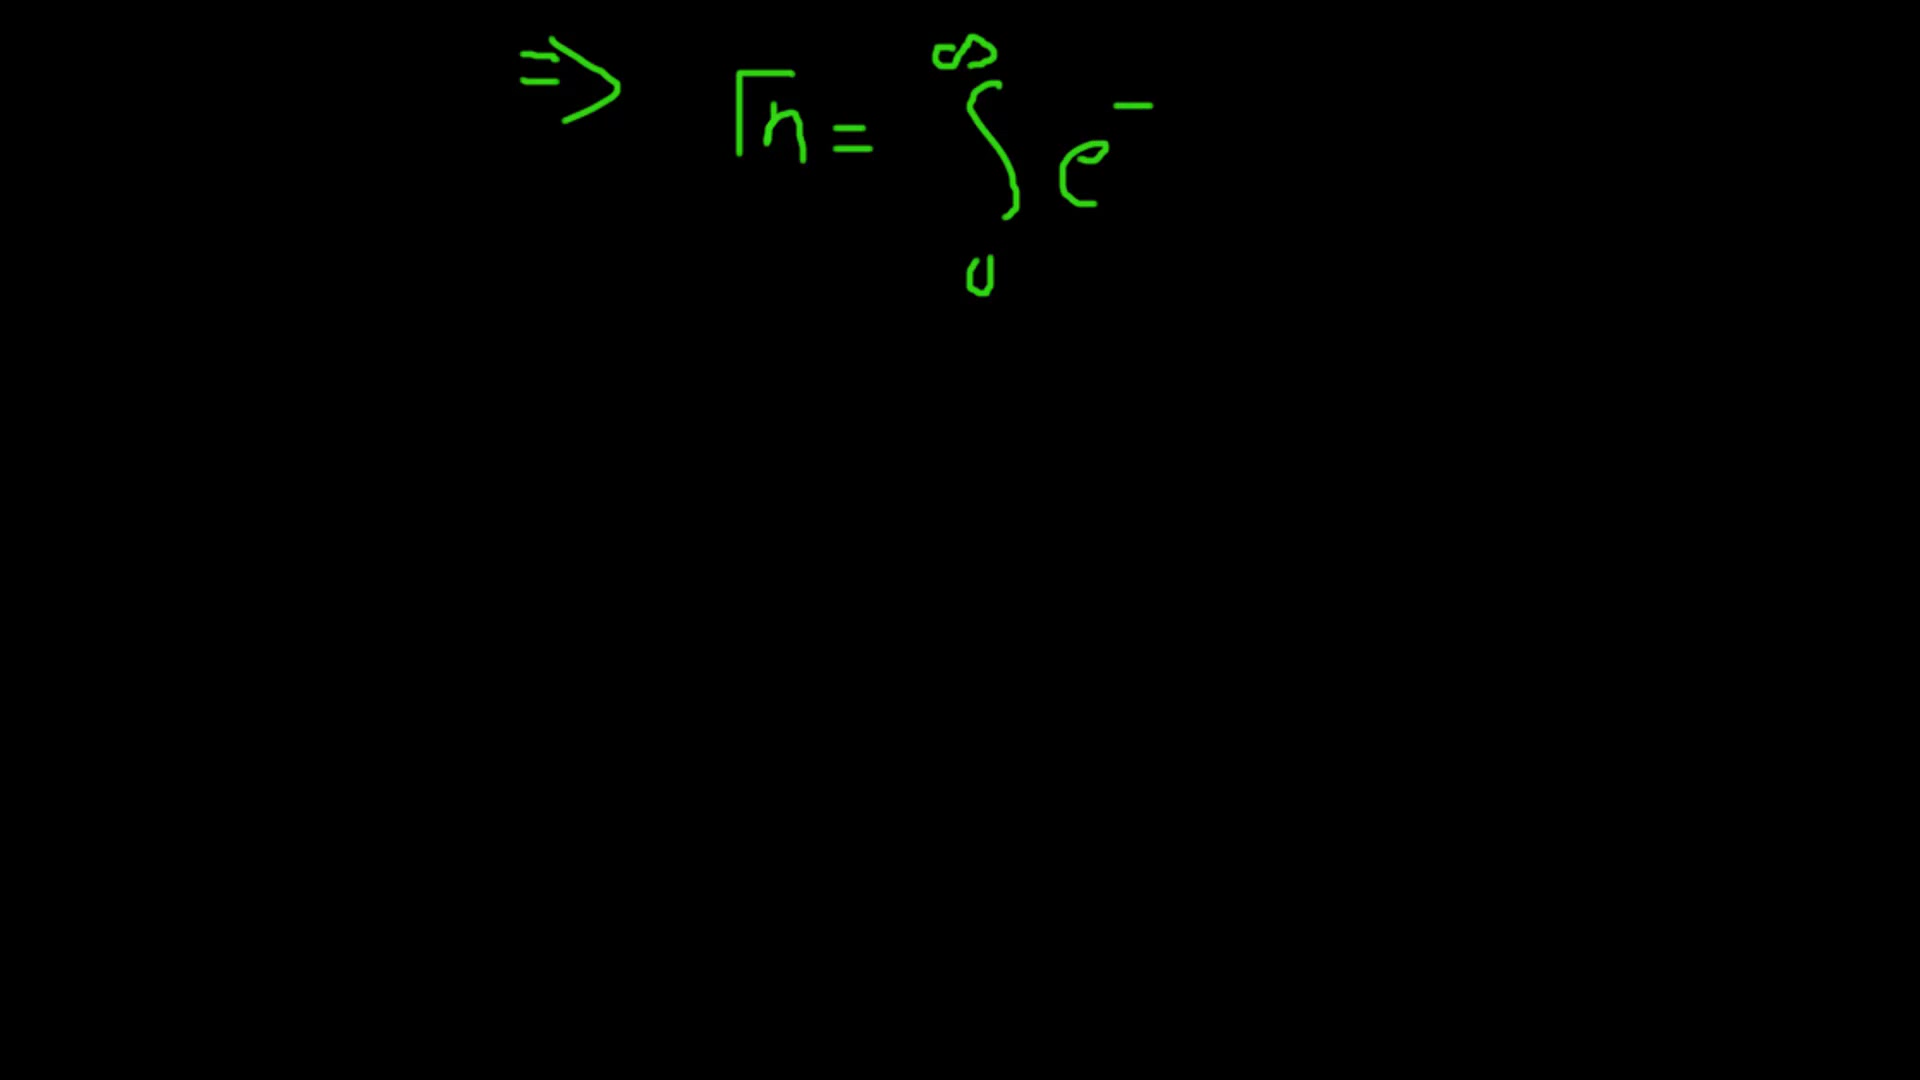 ⇒ Γn = ∫₀^∞ e^-